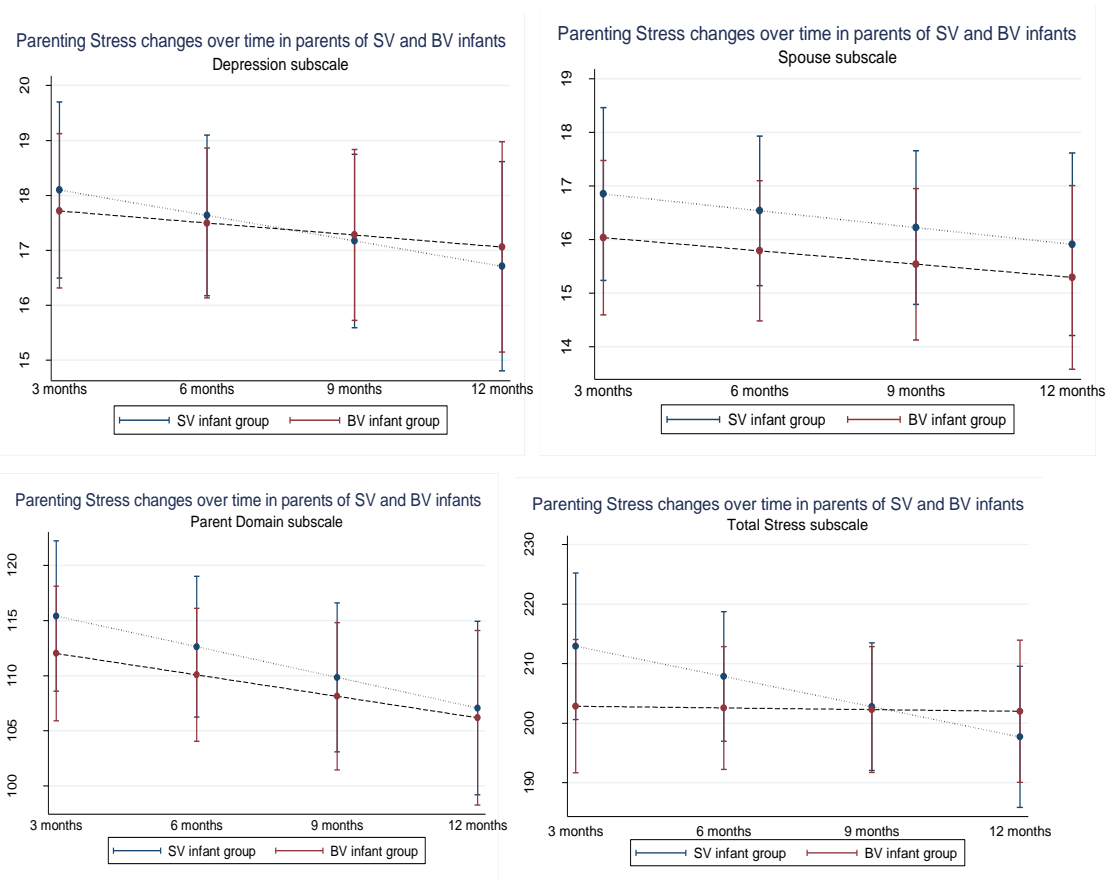 Parenting Stress changes over time in parents of SV and BV infants
Depression subscale
20
19
18
17
16
15
3 months 6 months 9 months 12 months
SV infant group BV infant group
Parenting Stress changes over time in parents of SV and BV infants
Spouse subscale
19
18
17
16
15
14
3 months 6 months 9 months 12 months
SV infant group BV infant group
Parenting Stress changes over time in parents of SV and BV infants
Parent Domain subscale
120
115
110
105
100
3 months 6 months 9 months 12 months
SV infant group BV infant group
Parenting Stress changes over time in parents of SV and BV infants
Total Stress subscale
230
220
210
200
190
3 months 6 months 9 months 12 months
SV infant group BV infant group